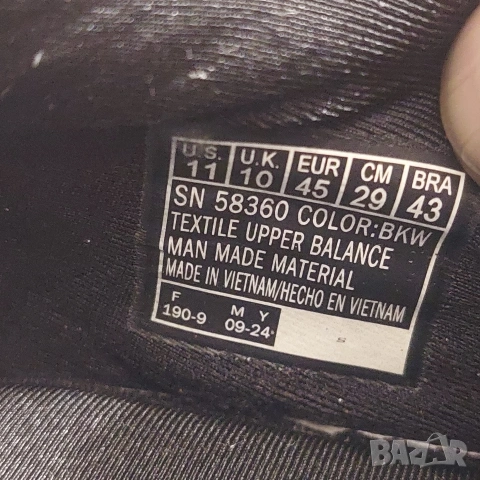 U.S. U.K. EUR CM BRA
11 10 45 29 43
SN 58360 COLOR:BKW
TEXTILE UPPER BALANCE
MAN MADE MATERIAL
MADE IN VIETNAM/HECHO EN VIETNAM
F M Y
190-9 09-24
BAZAR